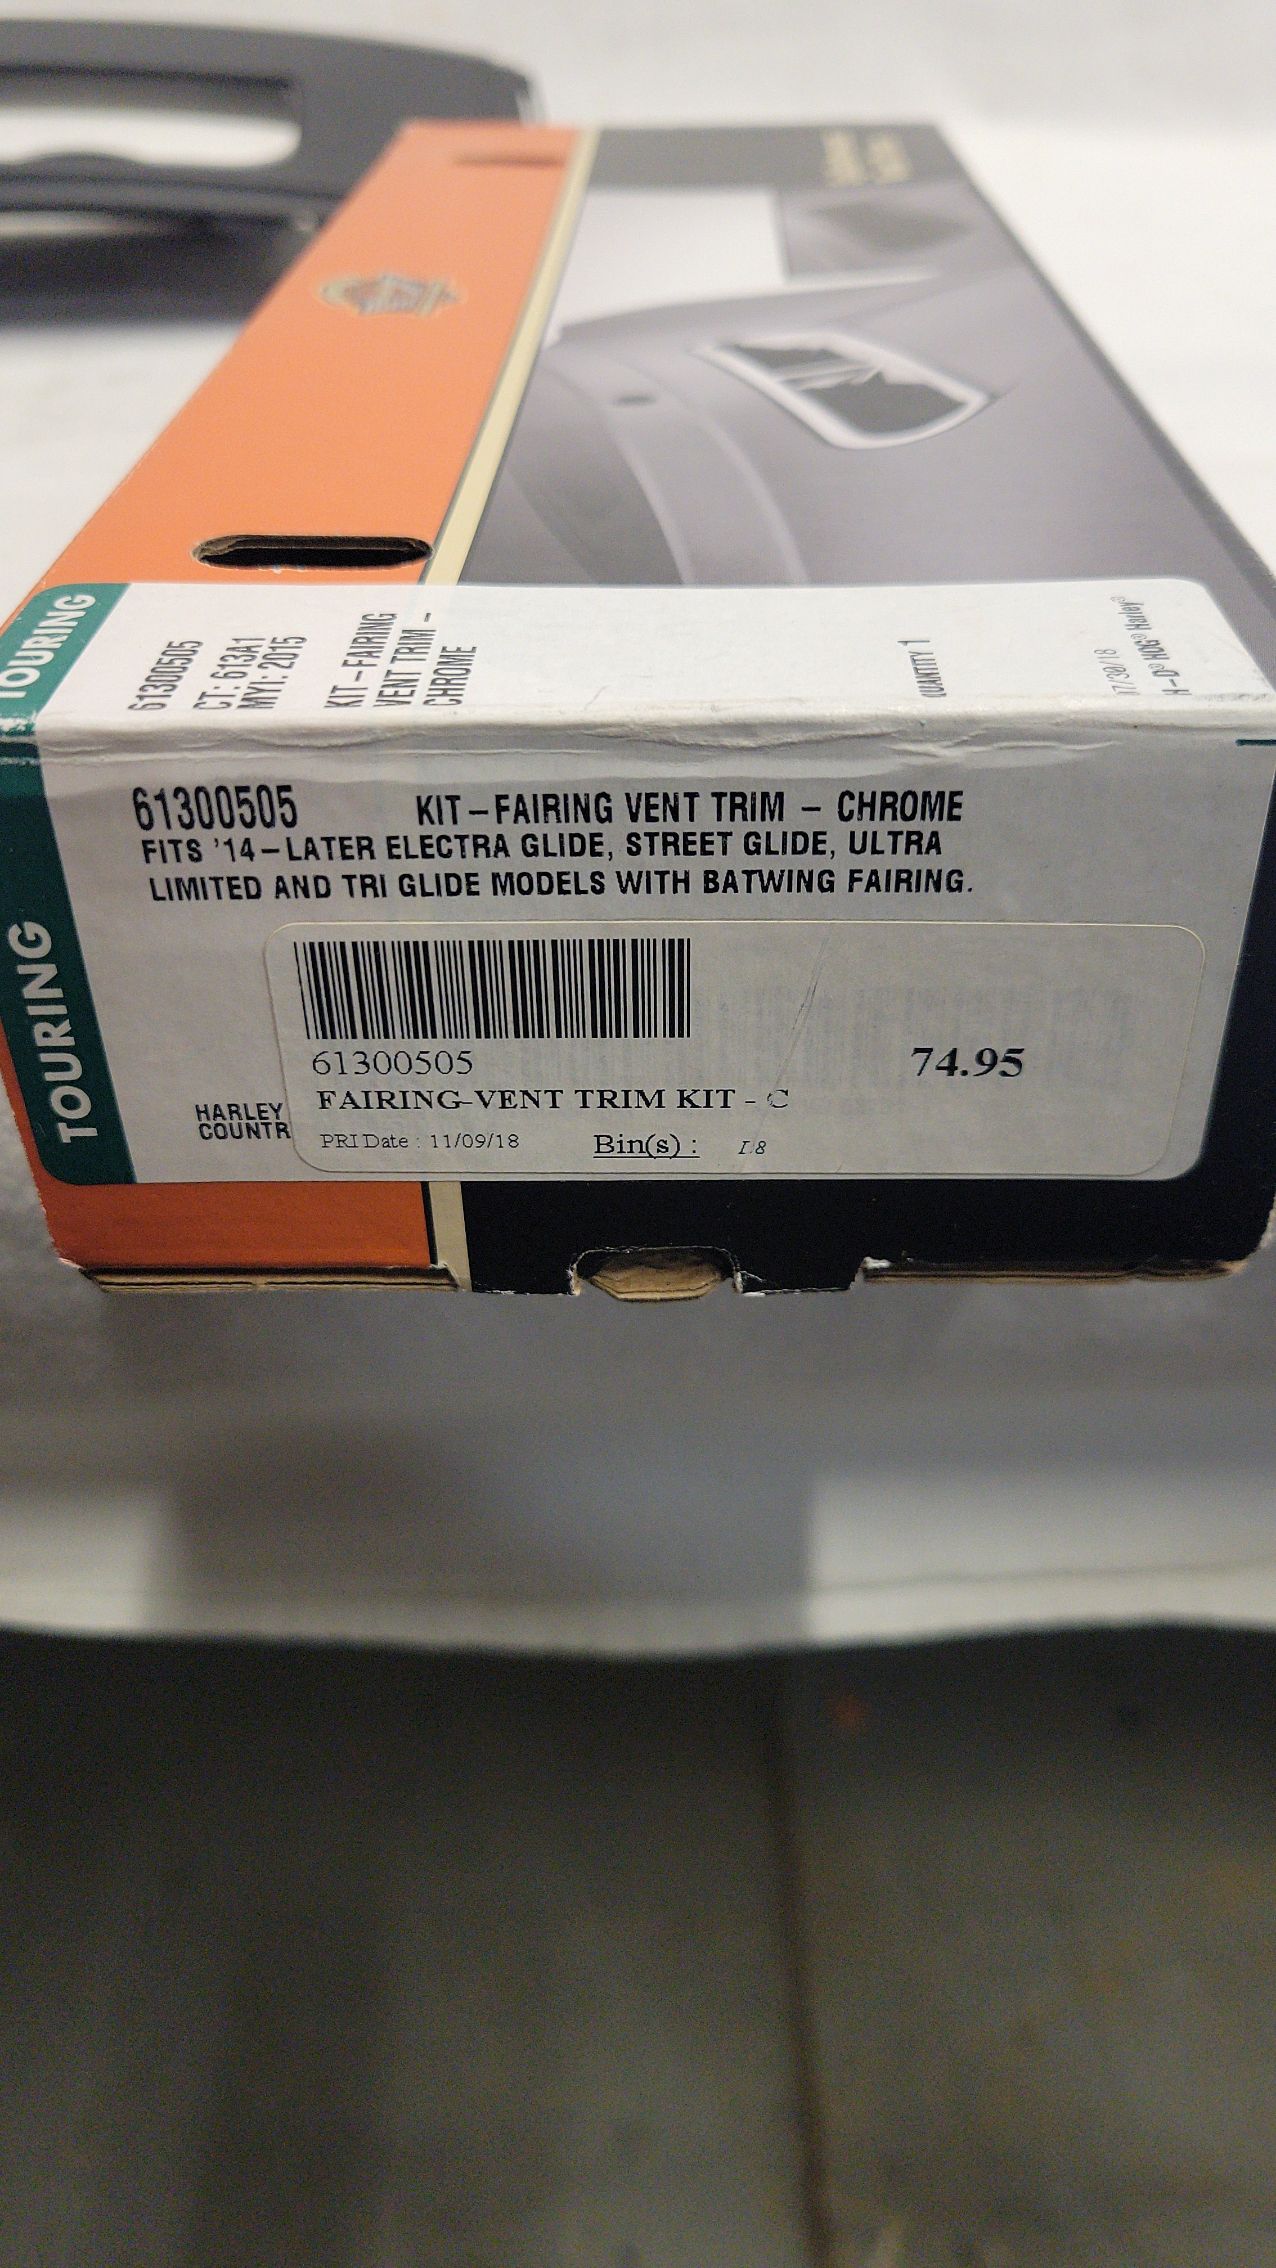 TOURING
61300505
CT: 613A1
MYI: 2015
KIT-FAIRING
VENT TRIM -
CHROME
QUANTITY 1
H-D® HOG® Harley®
61300505 KIT-FAIRING VENT TRIM - CHROME
FITS '14-LATER ELECTRA GLIDE, STREET GLIDE, ULTRA
LIMITED AND TRI GLIDE MODELS WITH BATWING FAIRING.
TOURING
61300505 74.95
FAIRING-VENT TRIM KIT - C
HARLEY
COUNTR
PRI Date : 11/09/18 Bin(s) : I8